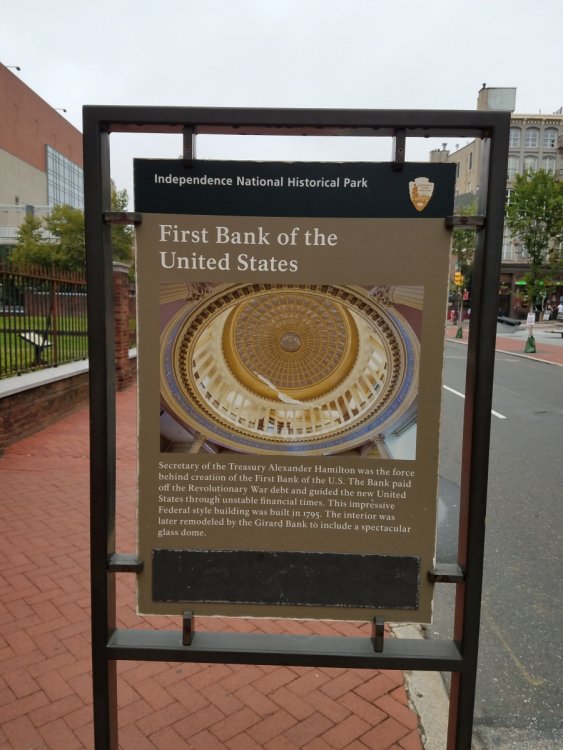 Independence National Historical Park
First Bank of the
United States
Secretary of the Treasury Alexander Hamilton was the force
behind creation of the First Bank of the U.S. The Bank paid
off the Revolutionary War debt and guided the new United
States through unstable financial times. This impressive
Federal style building was built in 1795. The interior was
later remodeled by the Girard Bank to include a spectacular
glass dome.